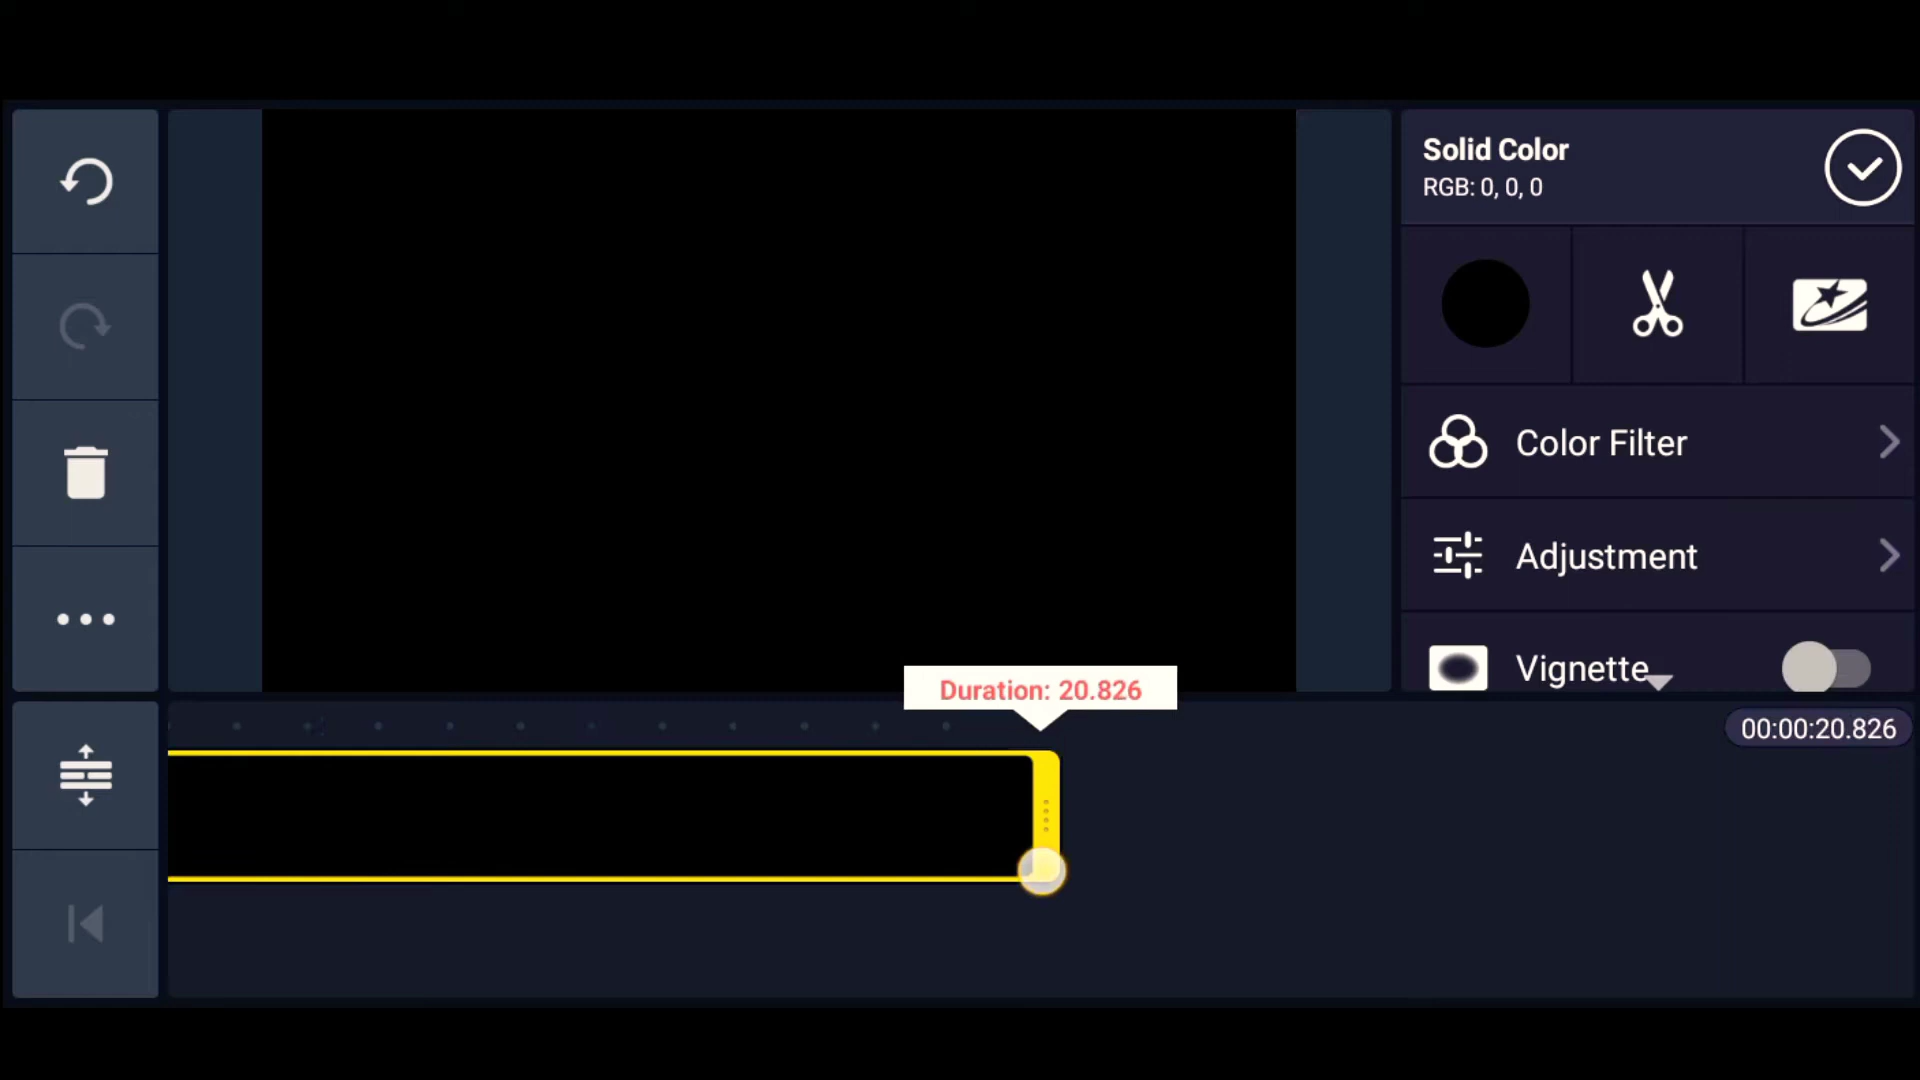 Solid Color
RGB: 0, 0, 0
Color Filter
Adjustment
Vignette
Duration: 20.826
00:00:20.826